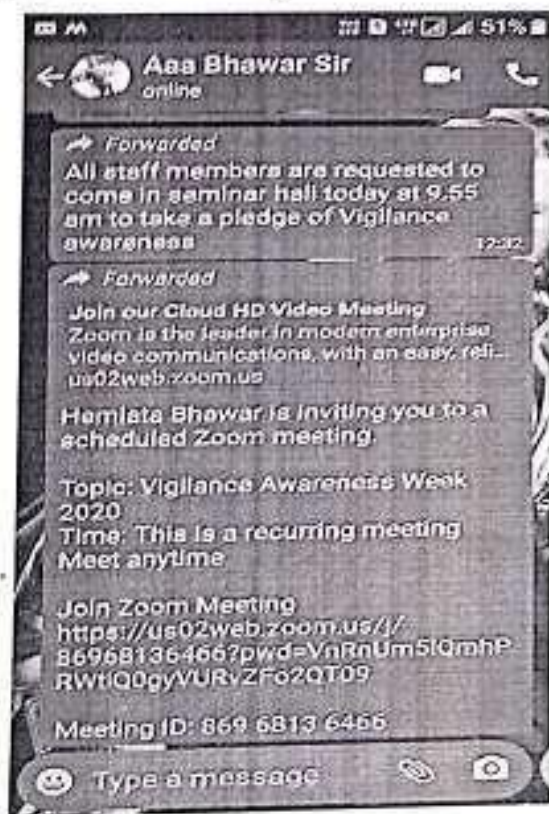 51%
Aaa Bhawar Sir
online
Forwarded
All staff members are requested to
come in seminar hall today at 9.55
am to take a pledge of Vigilance
awareness
12:32
Forwarded
Join our Cloud HD Video Meeting
Zoom is the leader in modern enterprise
video communications, with an easy, reli...
us02web.zoom.us
Hemlata Bhawar is inviting you to a
scheduled Zoom meeting.
Topic: Vigilance Awareness Week
2020
Time: This is a recurring meeting
Meet anytime
Join Zoom Meeting
https://us02web.zoom.us/j/
86968136466?pwd=VnRnUm5lQmhP
RWtIQ0gyVURvZFo2QT09
Meeting ID: 869 6813 6466
Type a message